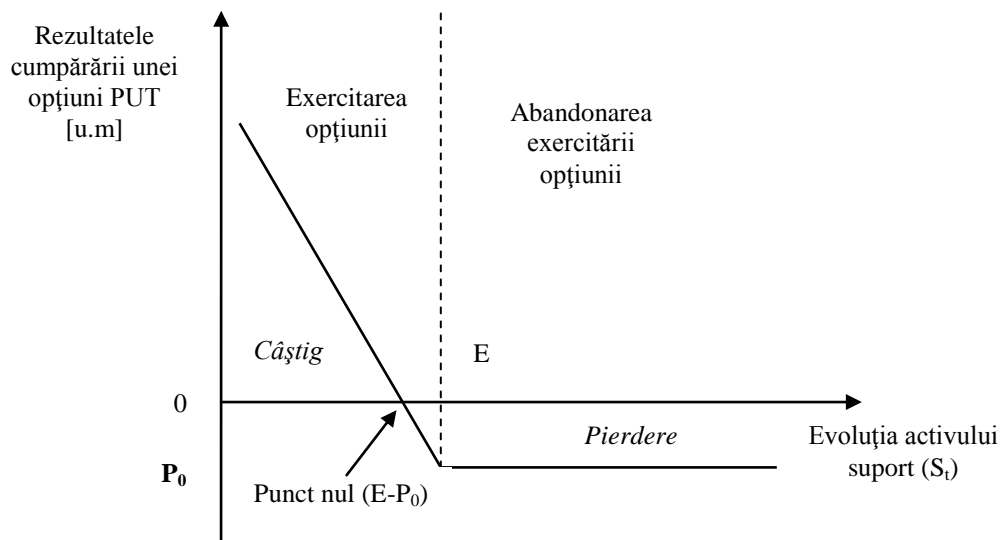 Rezultatele
cumpărării unei
opţiuni PUT
[u.m]
Exercitarea
opţiunii
Abandonarea
exercitării
opţiunii
Câştig
E
0
Pierdere
Evoluţia activului
suport (Sₜ)
P₀
Punct nul (E-P₀)